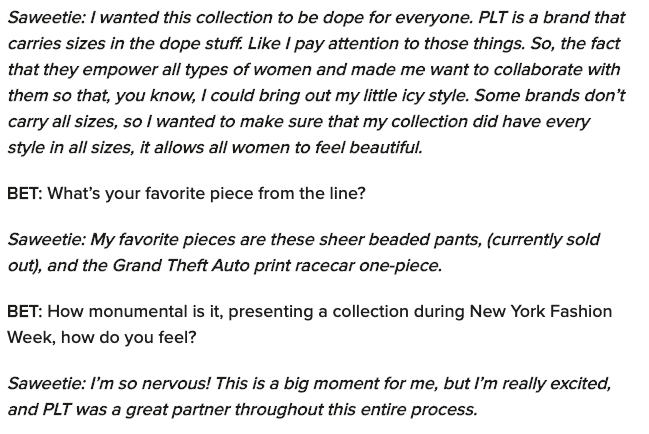 Saweetie: I wanted this collection to be dope for everyone. PLT is a brand that
carries sizes in the dope stuff. Like I pay attention to those things. So, the fact
that they empower all types of women and made me want to collaborate with
them so that, you know, I could bring out my little icy style. Some brands don’t
carry all sizes, so I wanted to make sure that my collection did have every
style in all sizes, it allows all women to feel beautiful.
BET: What’s your favorite piece from the line?
Saweetie: My favorite pieces are these sheer beaded pants, (currently sold
out), and the Grand Theft Auto print racecar one-piece.
BET: How monumental is it, presenting a collection during New York Fashion
Week, how do you feel?
Saweetie: I’m so nervous! This is a big moment for me, but I’m really excited,
and PLT was a great partner throughout this entire process.